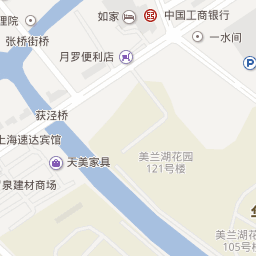 理院
如家
中国工商银行
张桥街桥
月罗便利店
一水间
荻泾桥
上海速达宾馆
天美家具
美兰湖花园
121号楼
泉建材商场
美兰湖花
105号楼